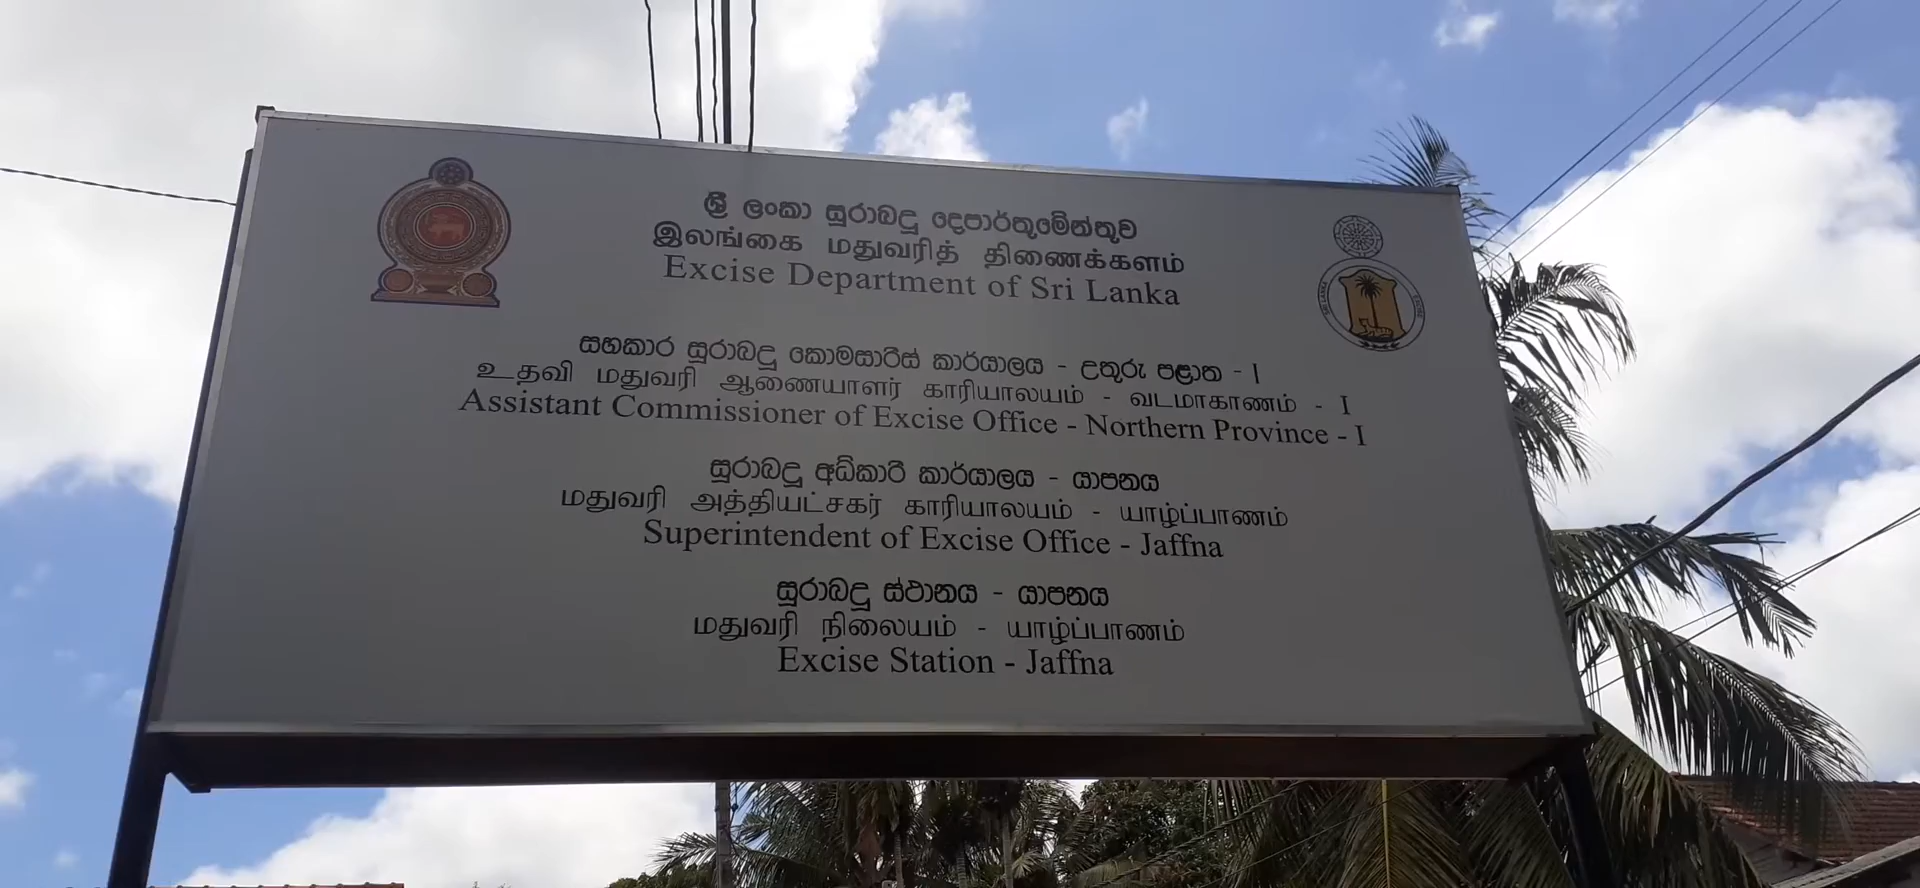 ශ්‍රී ලංකා සුරාබදු දෙපාර්තුමේන්තුව
இலங்கை மதுவரித் திணைக்களம்
Excise Department of Sri Lanka
සහකාර සුරාබදු කොමසාරිස් කාර්යාලය - උතුරු පළාත - I
உதவி மதுவரி ஆணையாளர் காரியாலயம் - வடமாகாணம் - I
Assistant Commissioner of Excise Office - Northern Province - I
සුරාබදු අධිකාරී කාර්යාලය - යාපනය
மதுவரி அத்தியட்சகர் காரியாலயம் - யாழ்ப்பாணம்
Superintendent of Excise Office - Jaffna
සුරාබදු ස්ථානය - යාපනය
மதுவரி நிலையம் - யாழ்ப்பாணம்
Excise Station - Jaffna
SRI LANKA EXCISE